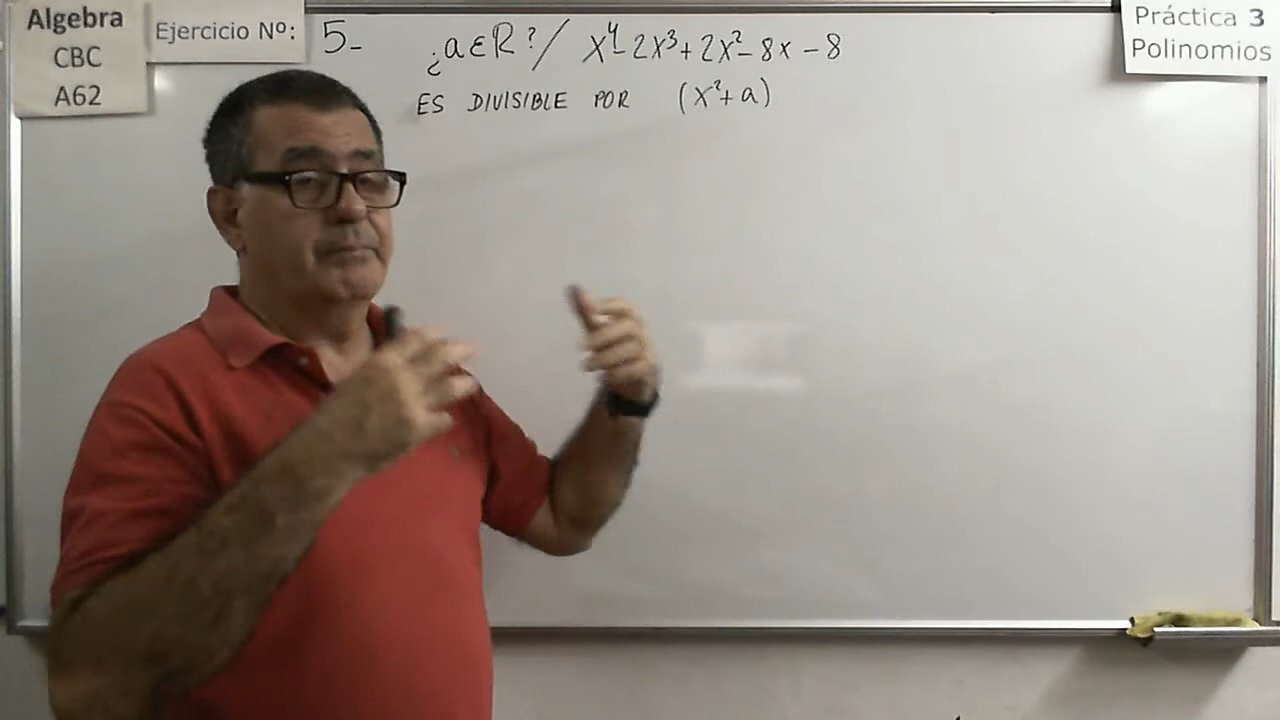 Algebra
CBC
A62
Ejercicio Nº:
5-
¿a∈R?/ x⁴-2x³+2x²-8x-8
ES DIVISIBLE POR (x²+a)
Práctica 3
Polinomios